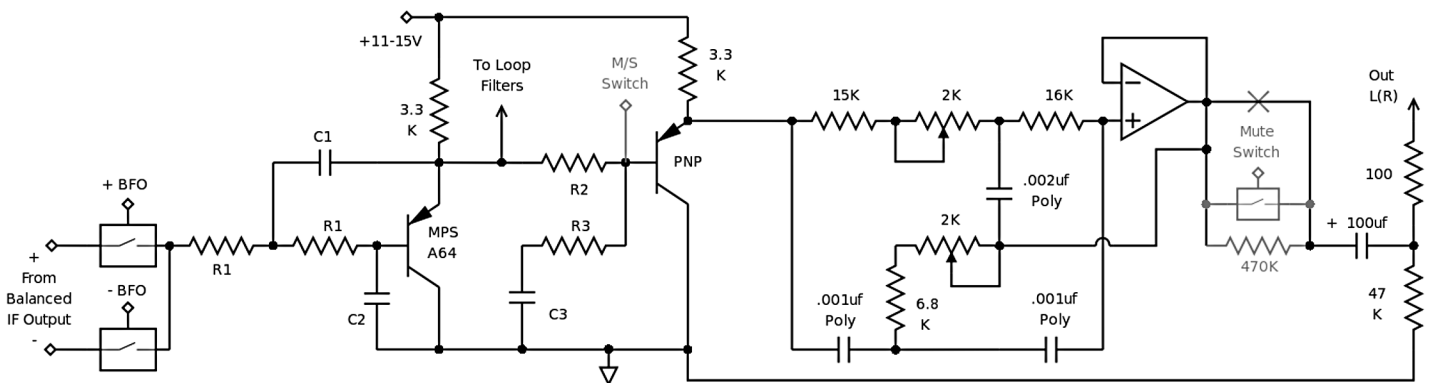 +11-15V
3.3
K
To Loop
Filters
M/S
Switch
3.3
K
C1
R2
PNP
+ BFO
R1
R1
MPS
A64
R3
+
From
Balanced
IF Output
-
- BFO
C2
C3
15K
2K
16K
-
+
.002uf
Poly
2K
6.8
K
.001uf
Poly
.001uf
Poly
Mute
Switch
470K
+ 100uf
Out
L(R)
100
47
K